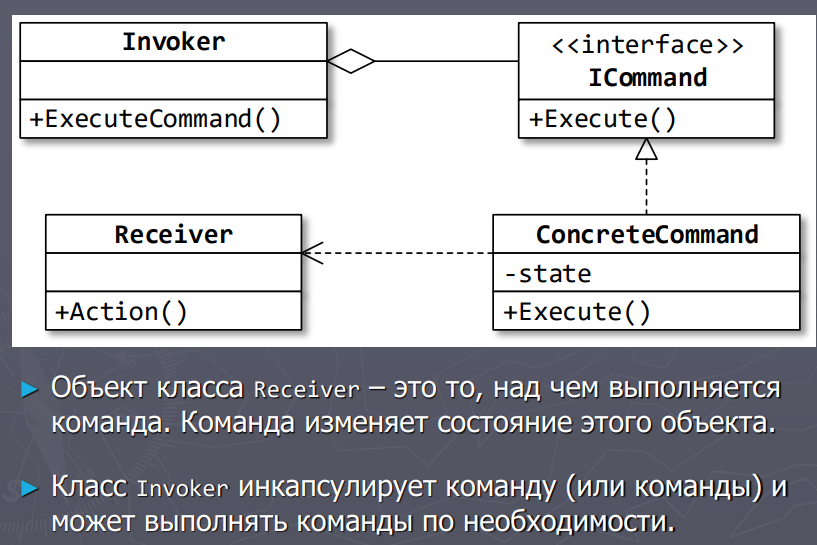 Invoker
+ExecuteCommand()
<<interface>>
ICommand
+Execute()
Receiver
+Action()
ConcreteCommand
-state
+Execute()
► Объект класса Receiver – это то, над чем выполняется
команда. Команда изменяет состояние этого объекта.
► Класс Invoker инкапсулирует команду (или команды) и
может выполнять команды по необходимости.